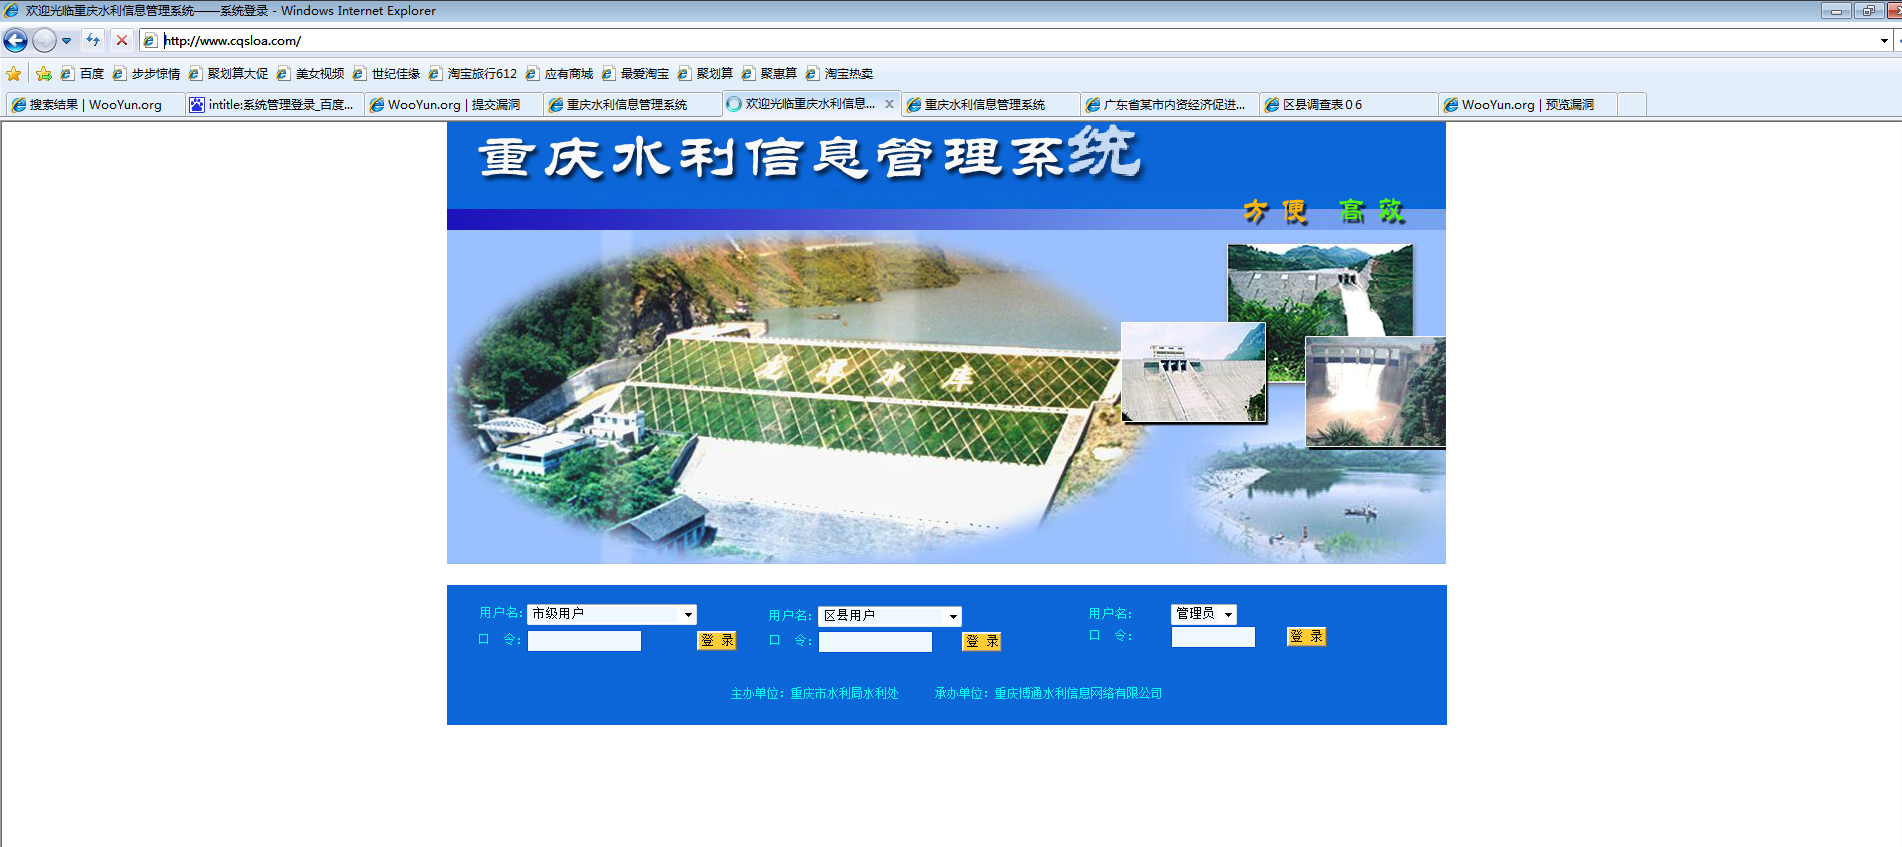 欢迎光临重庆水利信息管理系统——系统登录 - Windows Internet Explorer
http://www.cqsloa.com/
百度 步步惊情 聚划算大促 美女视频 世纪佳缘 淘宝旅行612 应有商城 最爱淘宝 聚划算 聚惠算 淘宝热卖
搜索结果 | WooYun.org intitle:系统管理登录_百度... WooYun.org | 提交漏洞 重庆水利信息管理系统 欢迎光临重庆水利信息... 重庆水利信息管理系统 广东省某市内资经济促进... 区县调查表06 WooYun.org | 预览漏洞
重庆水利信息管理系统
方便 高效
龙潭水库
用户名: 市级用户 用户名: 区县用户 用户名: 管理员
口 令: 登 录 口 令: 登 录 口 令: 登 录
主办单位: 重庆市水利局水利处 承办单位: 重庆博通水利信息网络有限公司